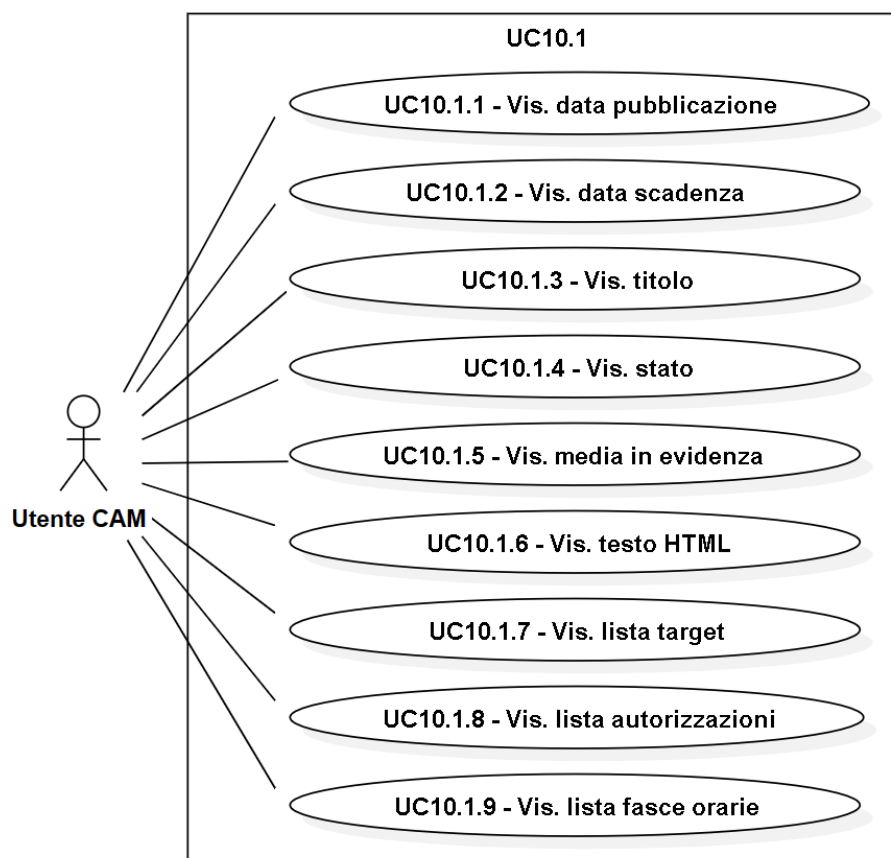 UC10.1
UC10.1.1 - Vis. data pubblicazione
UC10.1.2 - Vis. data scadenza
UC10.1.3 - Vis. titolo
UC10.1.4 - Vis. stato
UC10.1.5 - Vis. media in evidenza
Utente CAM
UC10.1.6 - Vis. testo HTML
UC10.1.7 - Vis. lista target
UC10.1.8 - Vis. lista autorizzazioni
UC10.1.9 - Vis. lista fasce orarie